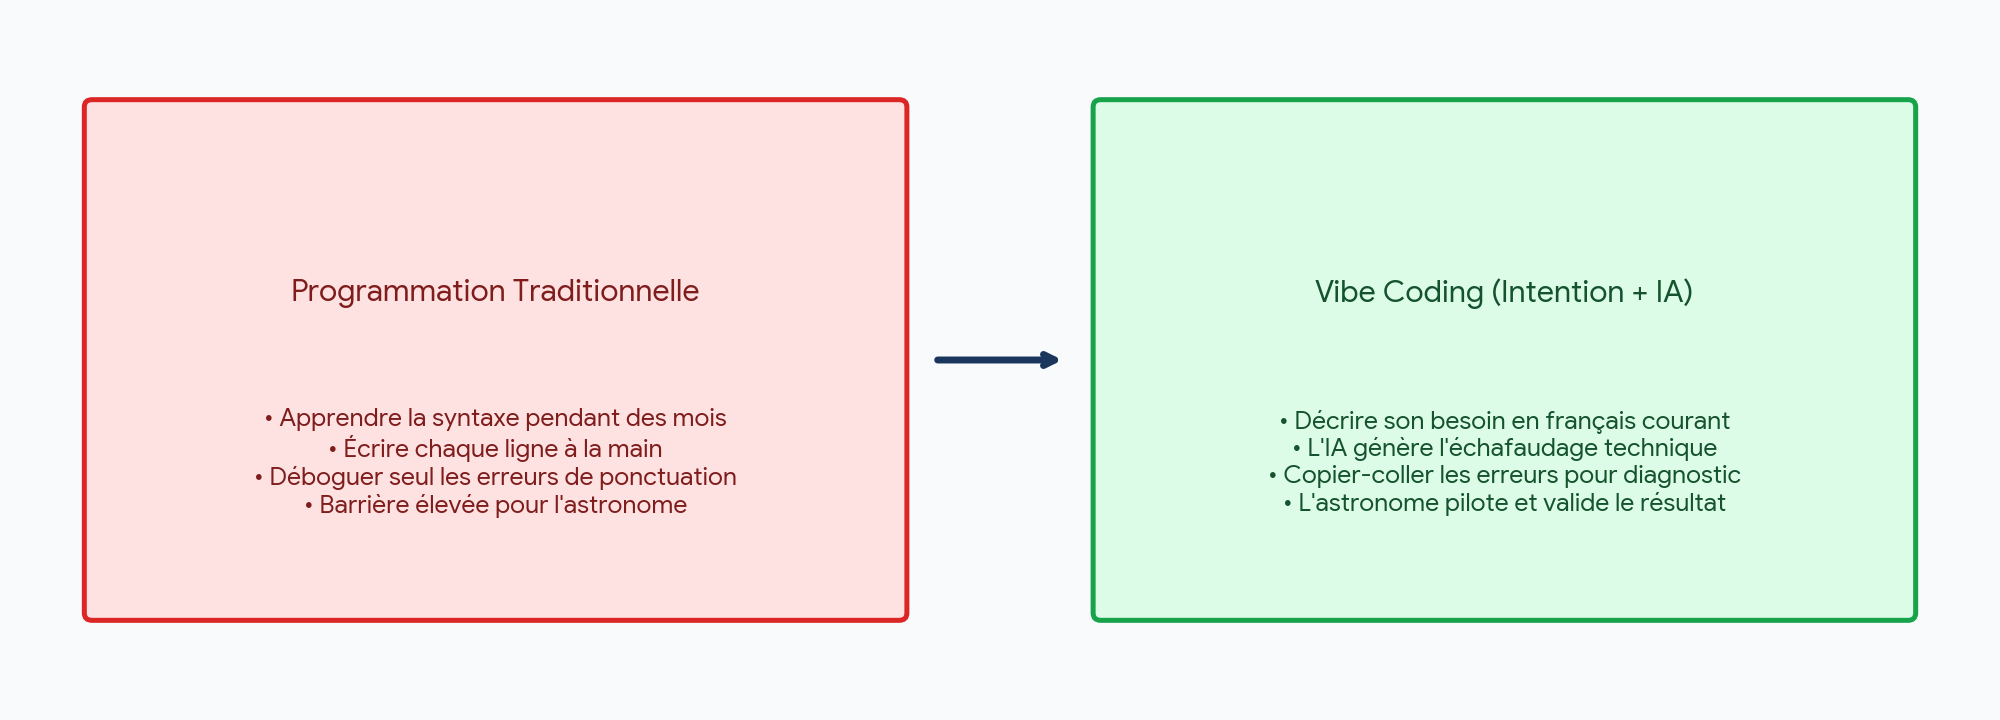 Programmation Traditionnelle
• Apprendre la syntaxe pendant des mois
• Écrire chaque ligne à la main
• Déboguer seul les erreurs de ponctuation
• Barrière élevée pour l'astronome
Vibe Coding (Intention + IA)
• Décrire son besoin en français courant
• L'IA génère l'échafaudage technique
• Copier-coller les erreurs pour diagnostic
• L'astronome pilote et valide le résultat